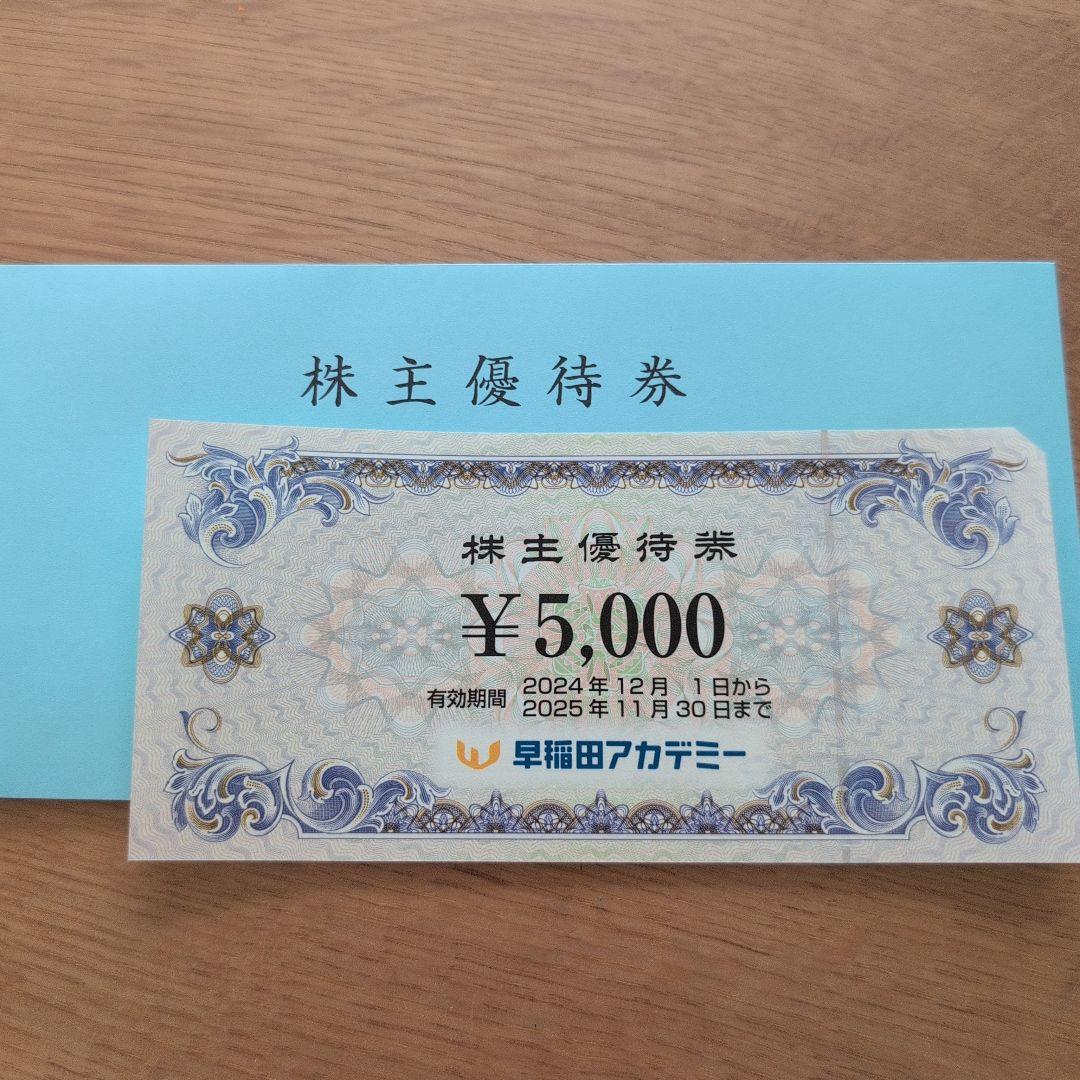 株主優待券
株主優待券
¥5,000
有効期間 2024年12月 1日から
2025年11月30日まで
早稲田アカデミー